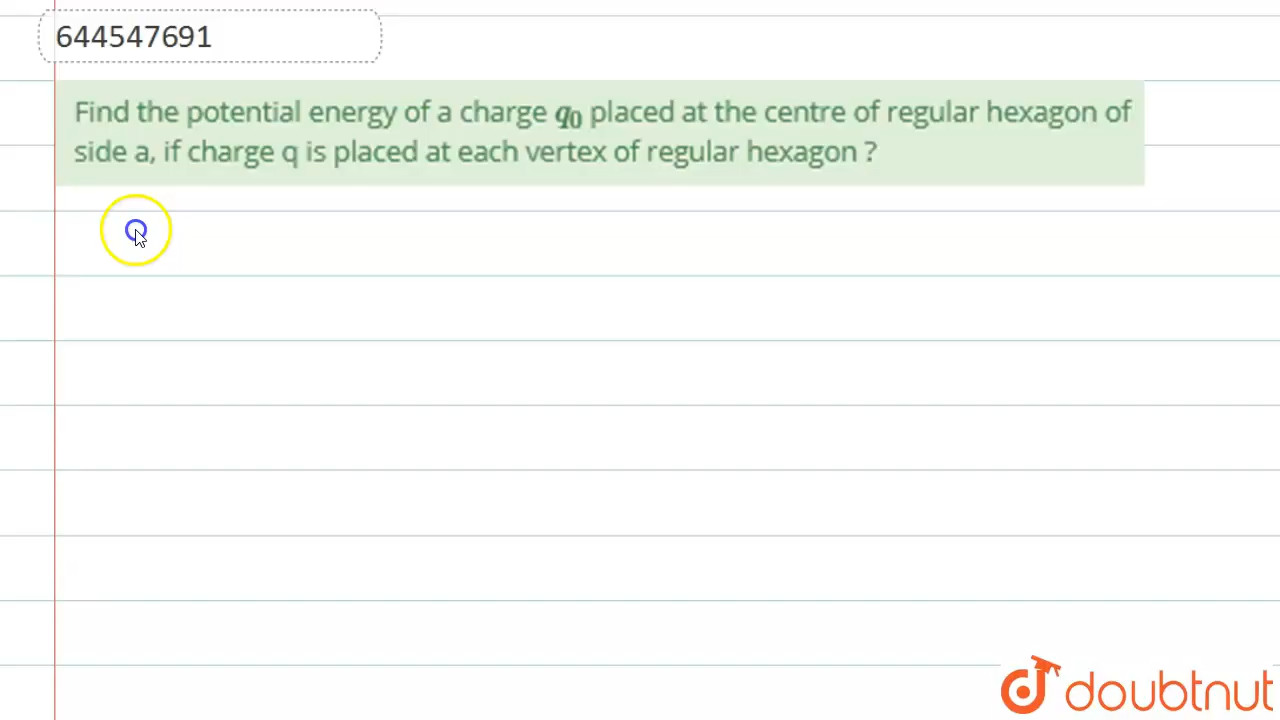 644547691
Find the potential energy of a charge q₀ placed at the centre of regular hexagon of
side a, if charge q is placed at each vertex of regular hexagon ?
doubtnut